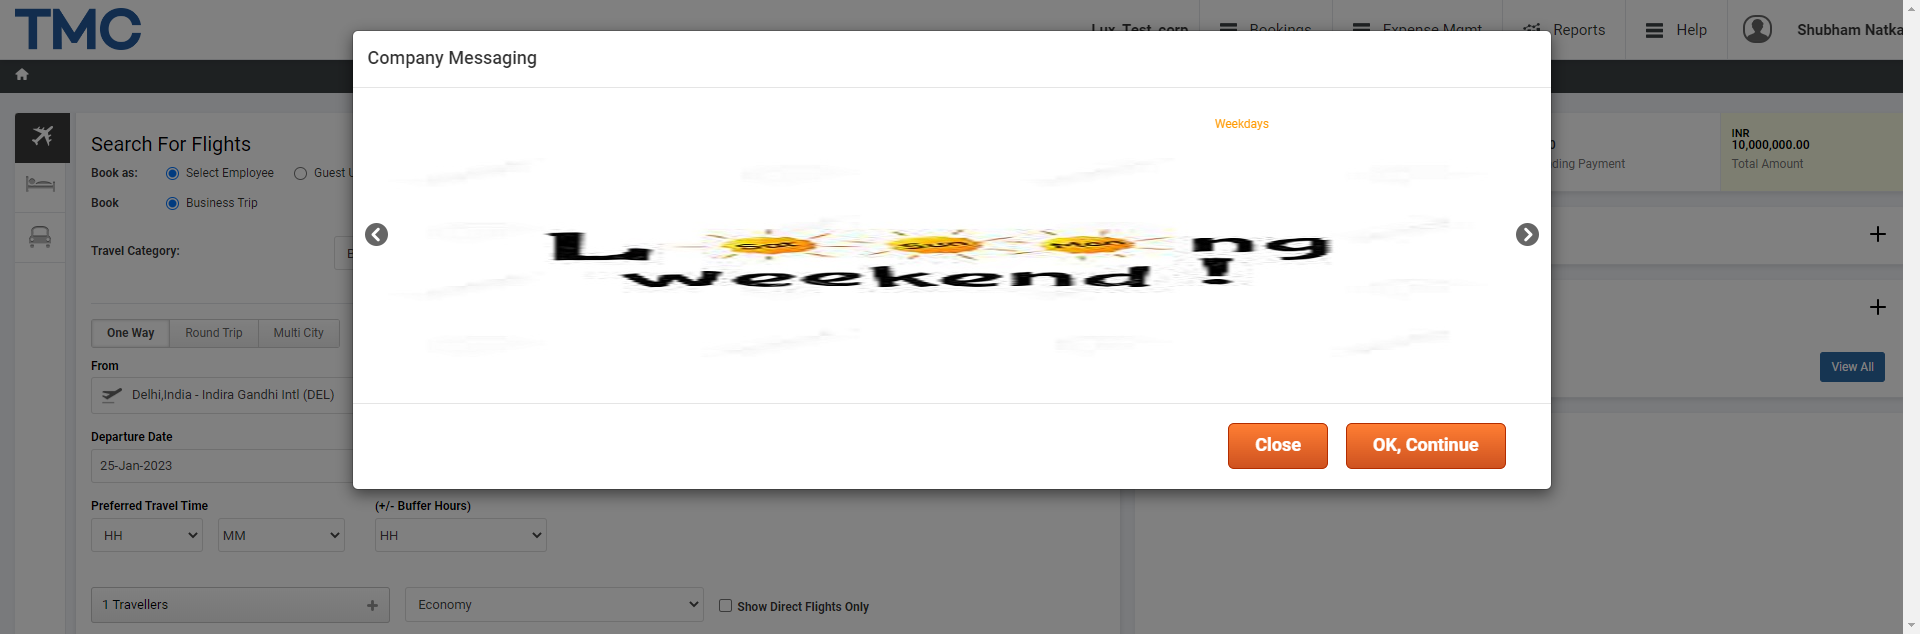 TMC
Lux_Test_corp
Bookings
Expense Mgmt
Reports
Help
Shubham Natka
Company Messaging
Weekdays
L Sat Sun Mon ng
weekend !
Close
OK, Continue
Search For Flights
Book as:
Select Employee
Guest U
Book
Business Trip
Travel Category:
B
One Way
Round Trip
Multi City
From
Delhi,India - Indira Gandhi Intl (DEL)
Departure Date
25-Jan-2023
Preferred Travel Time
(+/- Buffer Hours)
HH
MM
HH
1 Travellers
Economy
Show Direct Flights Only
0
ding Payment
INR
10,000,000.00
Total Amount
View All